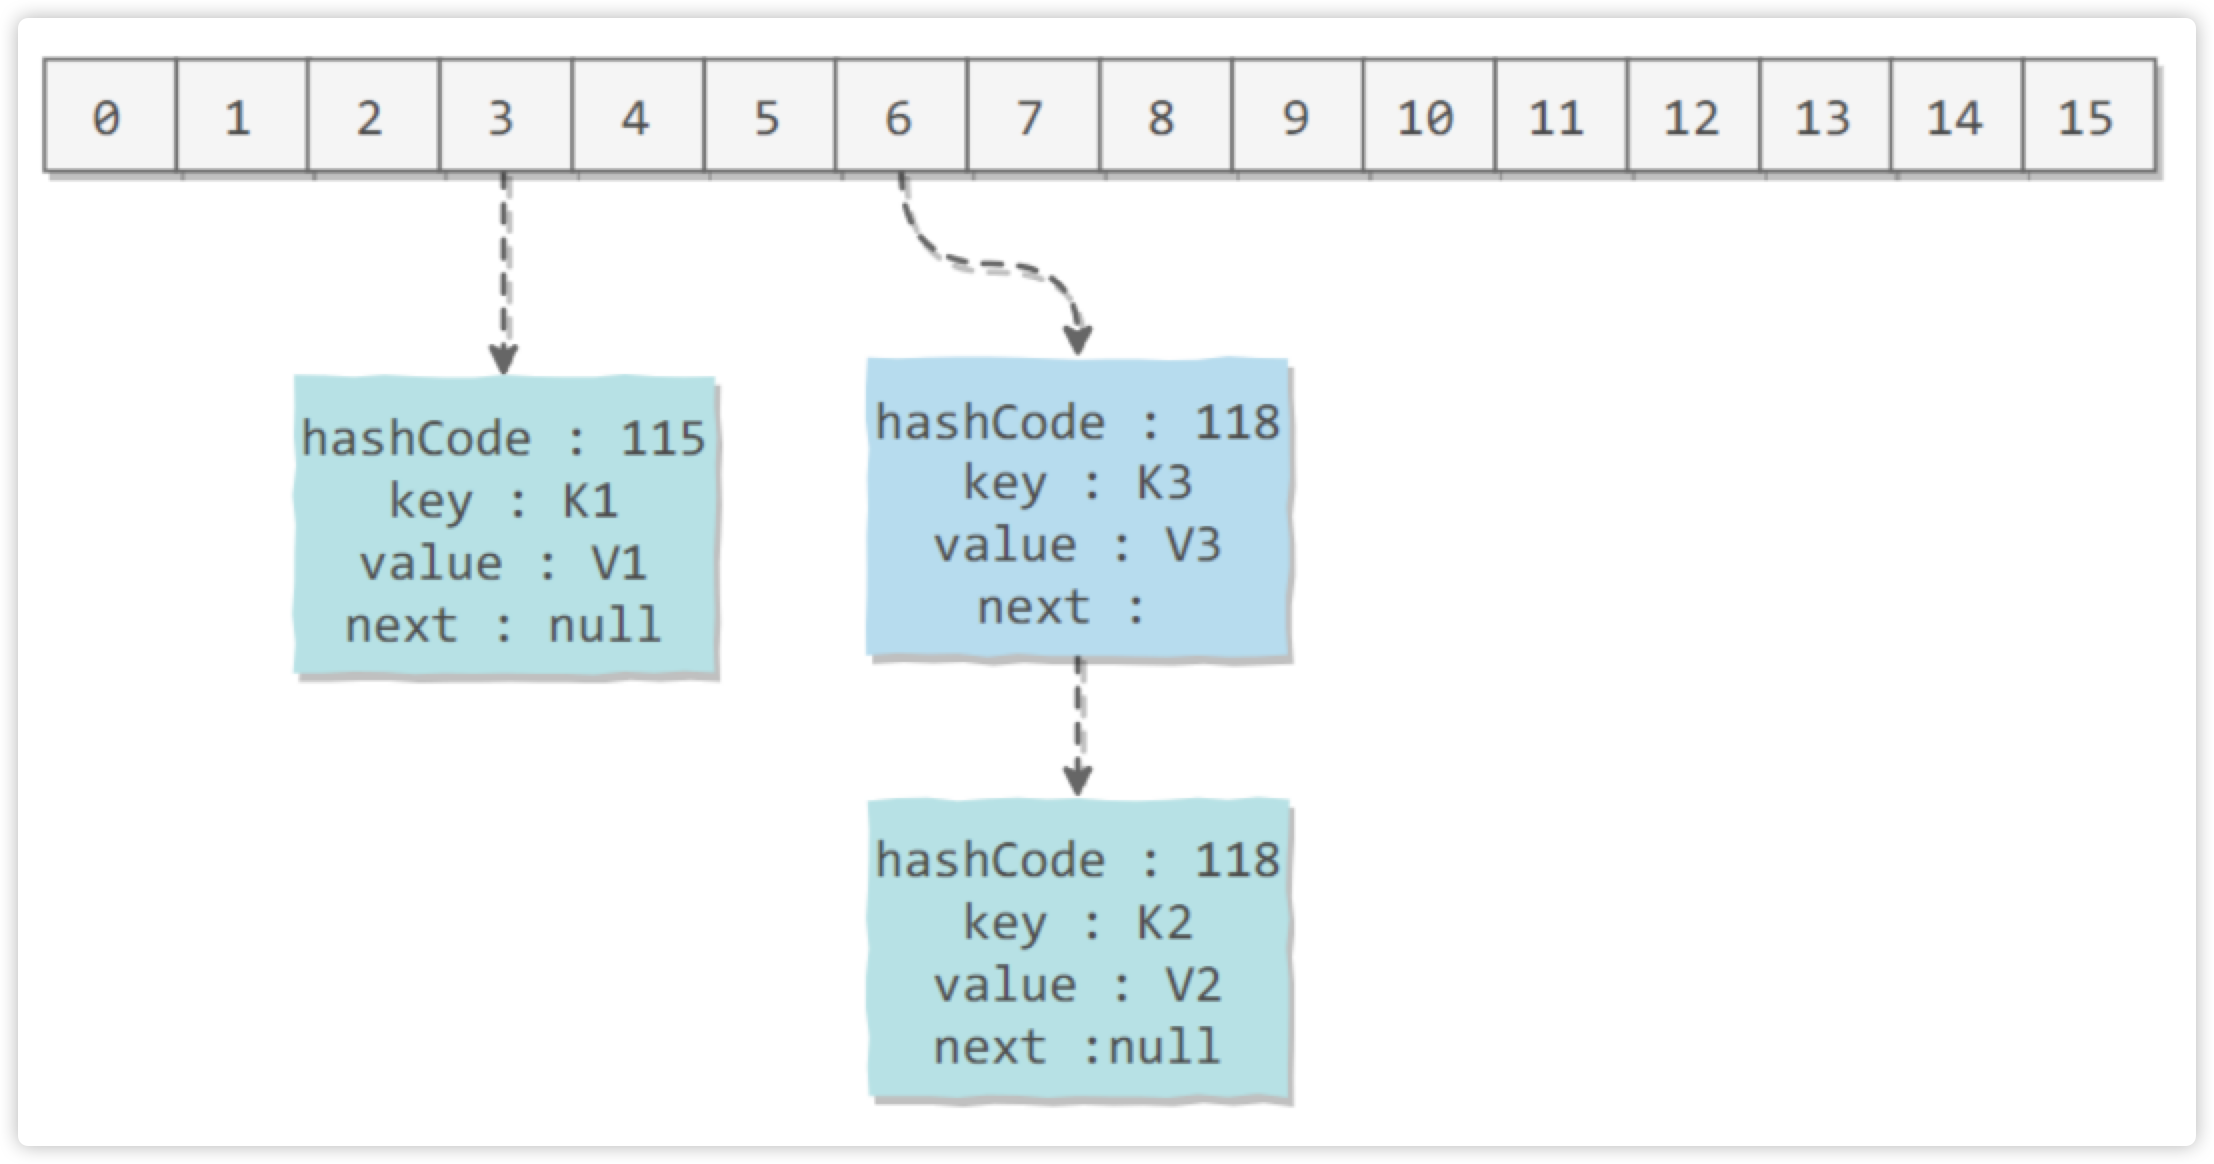 0 1 2 3 4 5 6 7 8 9 10 11 12 13 14 15
hashCode : 115
key : K1
value : V1
next : null
hashCode : 118
key : K3
value : V3
next :
hashCode : 118
key : K2
value : V2
next :null